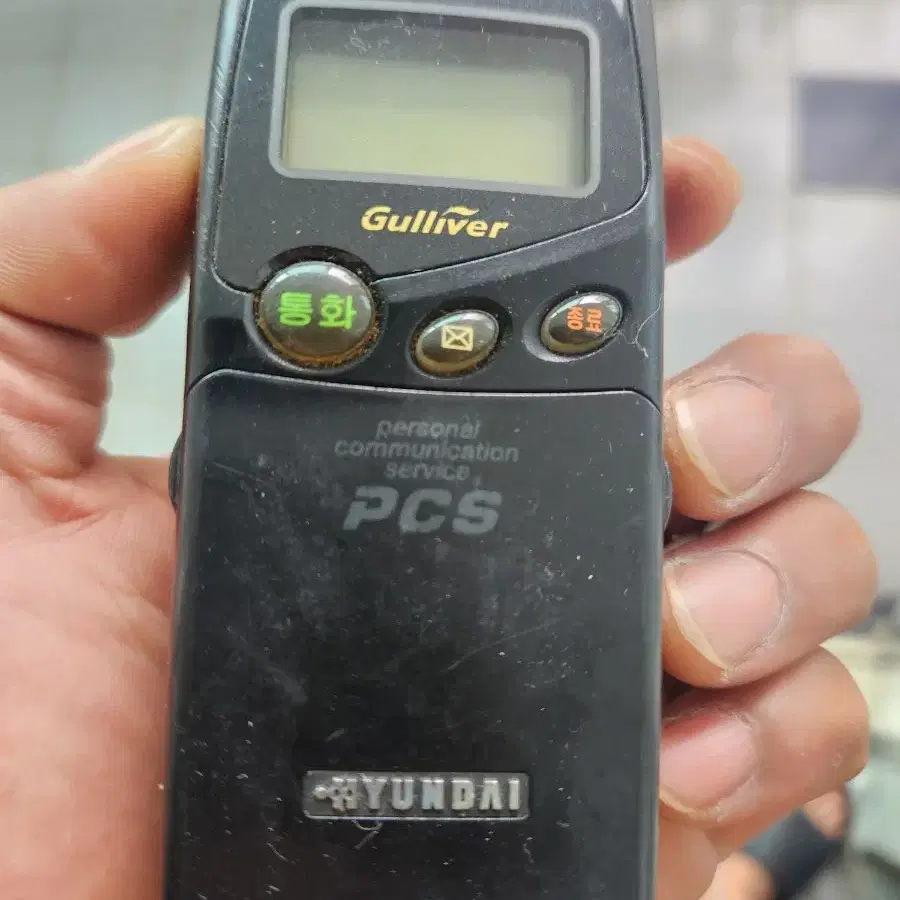 Gulliver
통화
종료
personal
communication
service
PCS
HYUNDAI